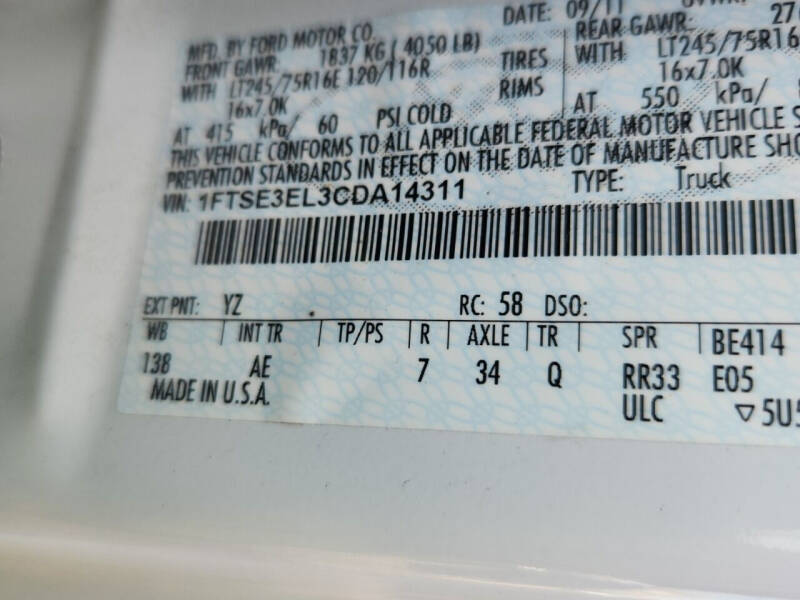 MFD. BY FORD MOTOR CO.
DATE: 09/11
FRONT GAWR: 1837 KG ( 4050 LB)
REAR GAWR: 27
WITH LT245/75R16E 120/116R TIRES
WITH LT245/75R16
16x7.0K RIMS
16x7.0K
AT 415 kPa/ 60 PSI COLD
AT 550 kPa/
THIS VEHICLE CONFORMS TO ALL APPLICABLE FEDERAL MOTOR VEHICLE S
PREVENTION STANDARDS IN EFFECT ON THE DATE OF MANUFACTURE SHO
VIN: 1FTSE3EL3CDA14311 TYPE: Truck
EXT PNT: YZ RC: 58 DSO:
WB INT TR TP/PS R AXLE TR SPR BE414
138 AE 7 34 Q RR33 E05
MADE IN U.S.A. ULC ▽5U5